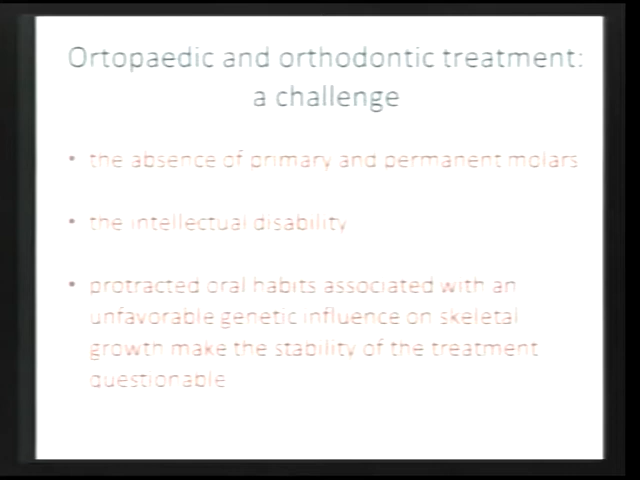 Ortopaedic and orthodontic treatment:
a challenge
• the absence of primary and permanent molars
• the intellectual disability
• protracted oral habits associated with an
unfavorable genetic influence on skeletal
growth make the stability of the treatment
questionable